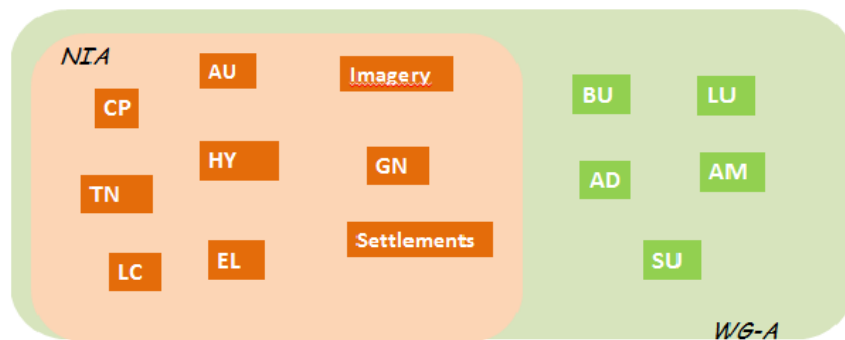 NIA
AU
Imagery
CP
BU
LU
HY
GN
AD
AM
TN
Settlements
LC
EL
SU
WG-A